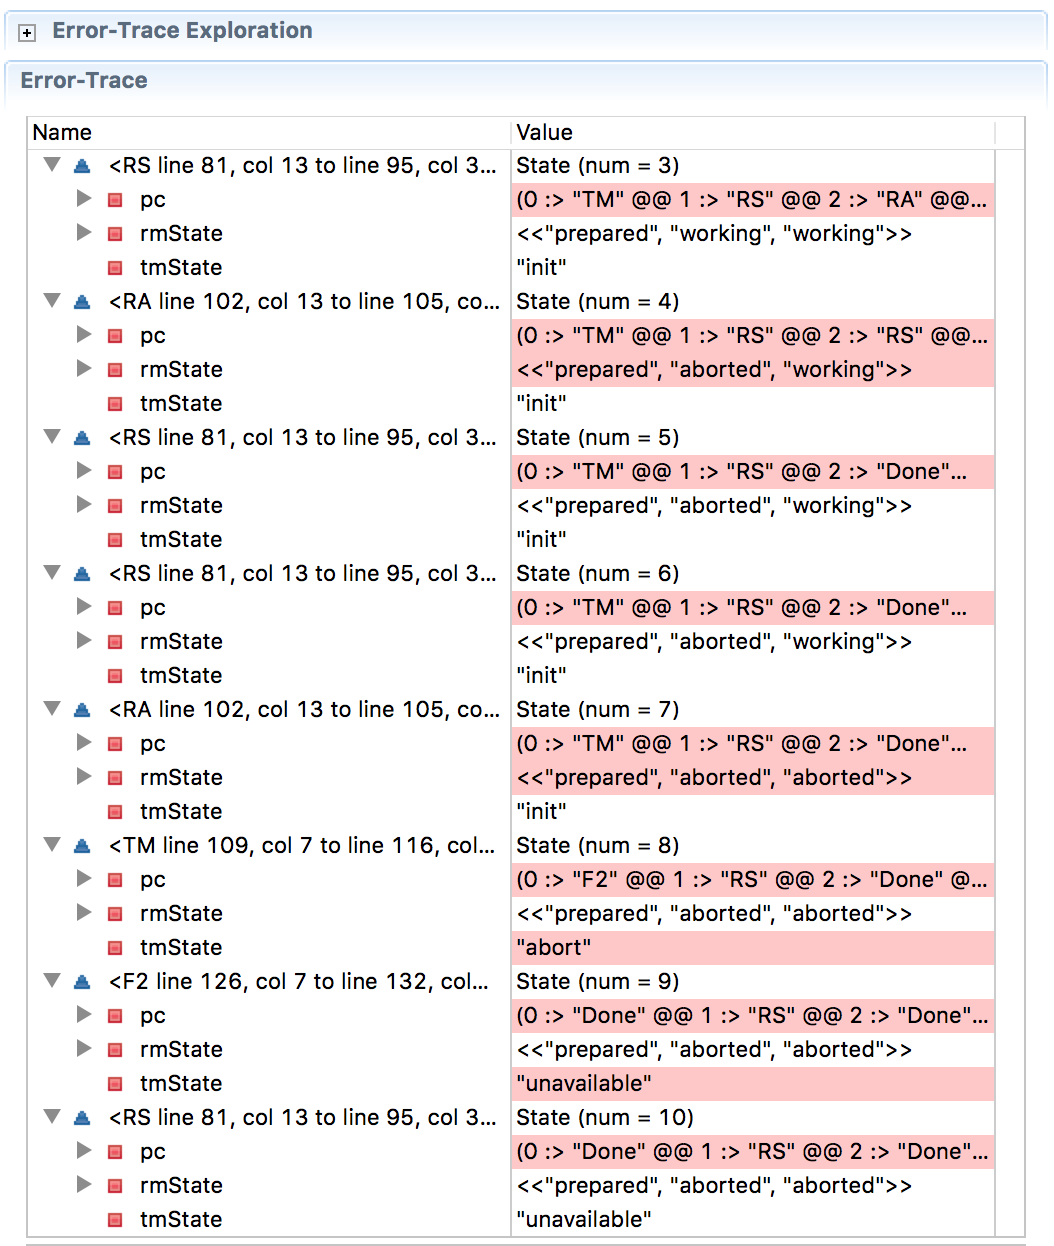 Error-Trace Exploration
Error-Trace
Name Value
<RS line 81, col 13 to line 95, col 3... State (num = 3)
pc (0 :> "TM" @@ 1 :> "RS" @@ 2 :> "RA" @@...
rmState <<"prepared", "working", "working">>
tmState "init"
<RA line 102, col 13 to line 105, co... State (num = 4)
pc (0 :> "TM" @@ 1 :> "RS" @@ 2 :> "RS" @@...
rmState <<"prepared", "aborted", "working">>
tmState "init"
<RS line 81, col 13 to line 95, col 3... State (num = 5)
pc (0 :> "TM" @@ 1 :> "RS" @@ 2 :> "Done"...
rmState <<"prepared", "aborted", "working">>
tmState "init"
<RS line 81, col 13 to line 95, col 3... State (num = 6)
pc (0 :> "TM" @@ 1 :> "RS" @@ 2 :> "Done"...
rmState <<"prepared", "aborted", "working">>
tmState "init"
<RA line 102, col 13 to line 105, co... State (num = 7)
pc (0 :> "TM" @@ 1 :> "RS" @@ 2 :> "Done"...
rmState <<"prepared", "aborted", "aborted">>
tmState "init"
<TM line 109, col 7 to line 116, col... State (num = 8)
pc (0 :> "F2" @@ 1 :> "RS" @@ 2 :> "Done" @...
rmState <<"prepared", "aborted", "aborted">>
tmState "abort"
<F2 line 126, col 7 to line 132, col... State (num = 9)
pc (0 :> "Done" @@ 1 :> "RS" @@ 2 :> "Done"...
rmState <<"prepared", "aborted", "aborted">>
tmState "unavailable"
<RS line 81, col 13 to line 95, col 3... State (num = 10)
pc (0 :> "Done" @@ 1 :> "RS" @@ 2 :> "Done"...
rmState <<"prepared", "aborted", "aborted">>
tmState "unavailable"